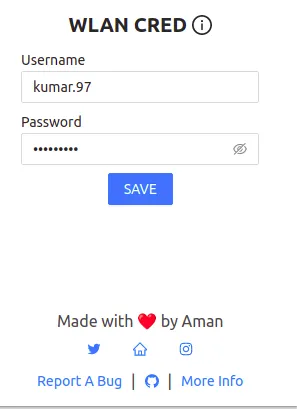 WLAN CRED
Username
kumar.97
Password
•••••••••
SAVE
Made with ❤ by Aman
Report A Bug | | More Info